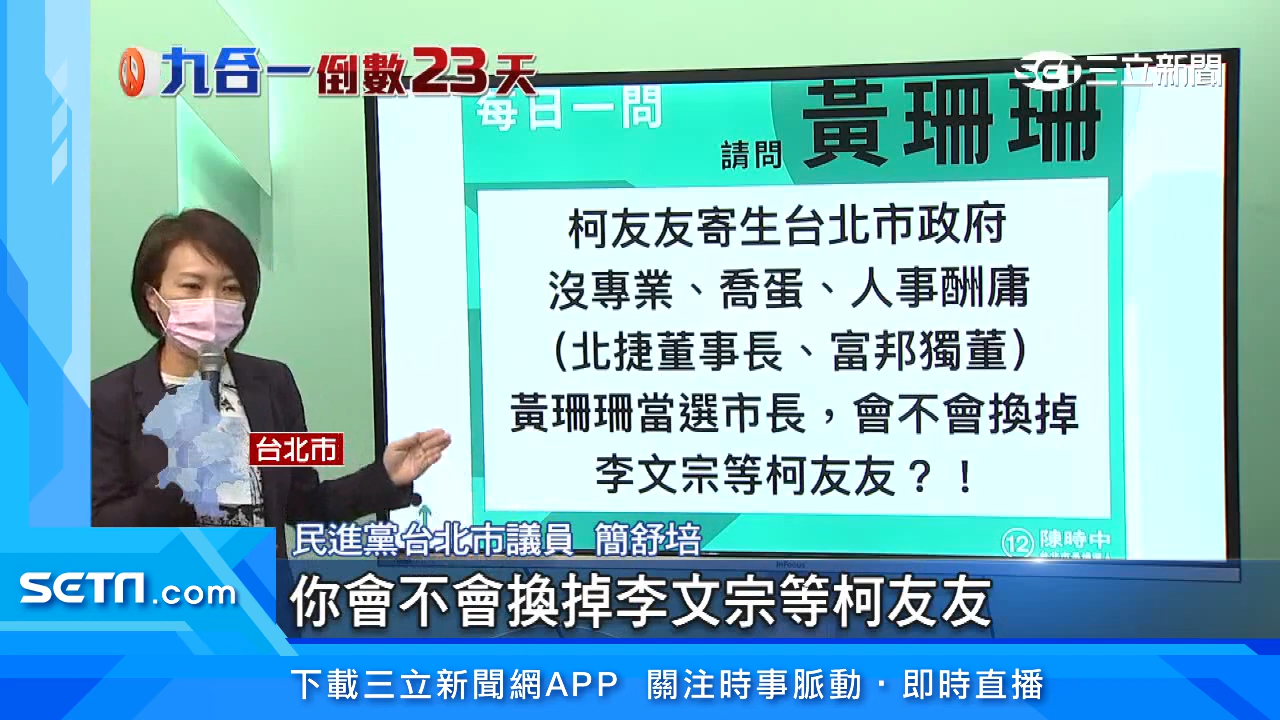 九合一倒數23天
SET三立新聞
每日一問
請問 黃珊珊
柯友友寄生台北市政府
沒專業、喬蛋、人事酬庸
(北捷董事長、富邦獨董)
黃珊珊當選市長，會不會換掉
李文宗等柯友友？！
台北市
12 陳時中
InFocus
民進黨台北市議員 簡舒培
SETN.com
你會不會換掉李文宗等柯友友
下載三立新聞網APP 關注時事脈動·即時直播